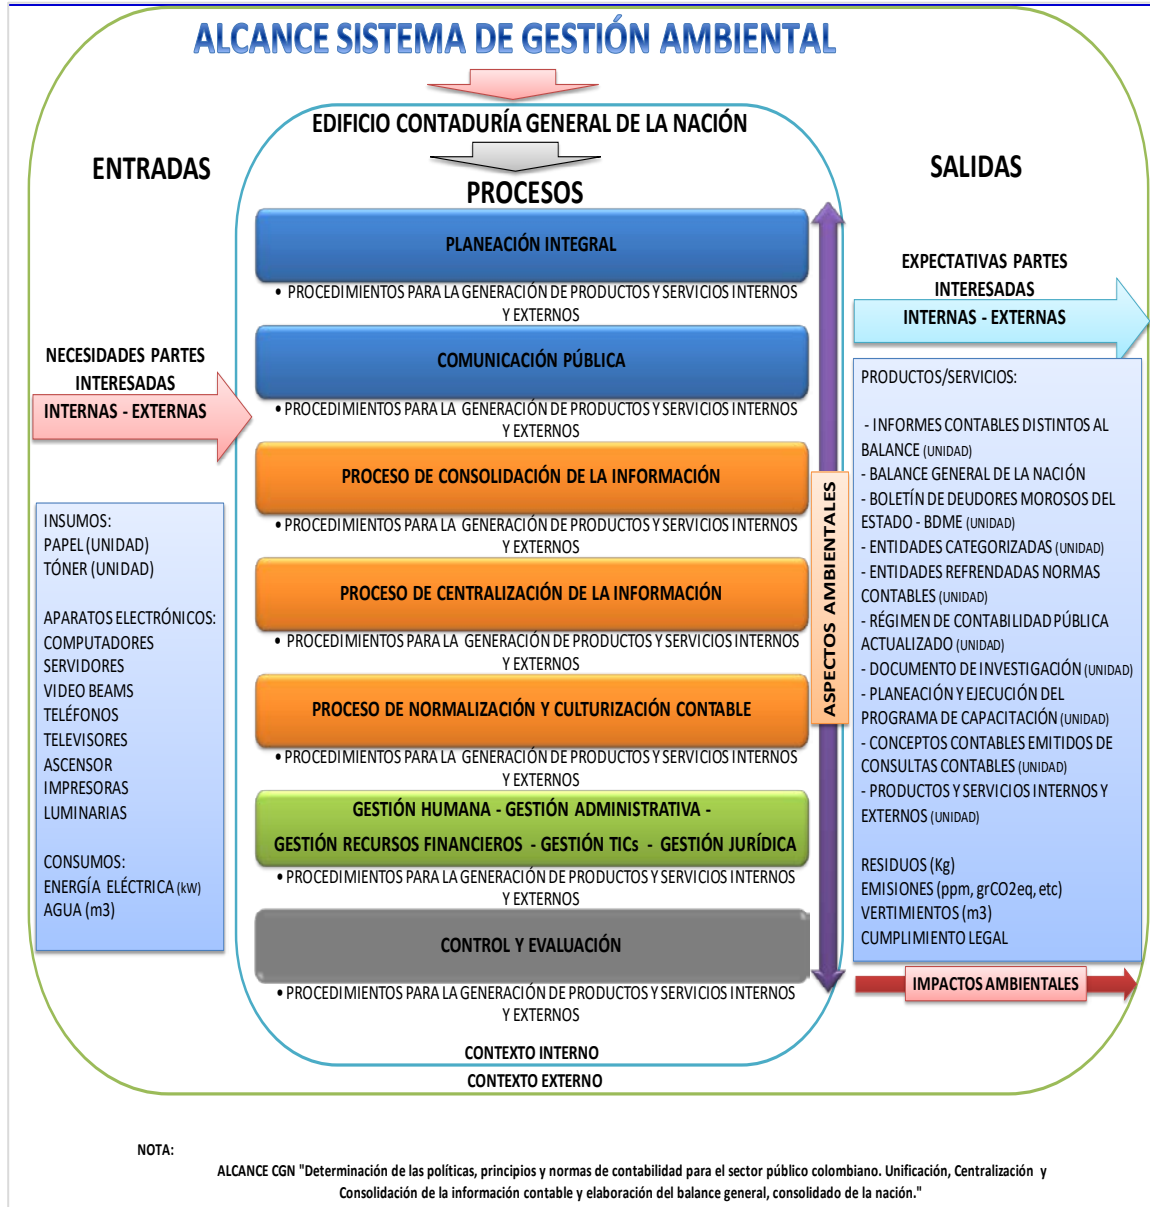 ALCANCE SISTEMA DE GESTIÓN AMBIENTAL
EDIFICIO CONTADURÍA GENERAL DE LA NACIÓN
ENTRADAS
NECESIDADES PARTES
INTERESADAS
INTERNAS - EXTERNAS
INSUMOS:
PAPEL (UNIDAD)
TÓNER (UNIDAD)
APARATOS ELECTRÓNICOS:
COMPUTADORES
SERVIDORES
VIDEO BEAMS
TELÉFONOS
TELEVISORES
ASCENSOR
IMPRESORAS
LUMINARIAS
CONSUMOS:
ENERGÍA ELÉCTRICA (kW)
AGUA (m3)
PROCESOS
PLANEACIÓN INTEGRAL
• PROCEDIMIENTOS PARA LA GENERACIÓN DE PRODUCTOS Y SERVICIOS INTERNOS
Y EXTERNOS
COMUNICACIÓN PÚBLICA
• PROCEDIMIENTOS PARA LA GENERACIÓN DE PRODUCTOS Y SERVICIOS INTERNOS
Y EXTERNOS
PROCESO DE CONSOLIDACIÓN DE LA INFORMACIÓN
• PROCEDIMIENTOS PARA LA GENERACIÓN DE PRODUCTOS Y SERVICIOS INTERNOS
Y EXTERNOS
PROCESO DE CENTRALIZACIÓN DE LA INFORMACIÓN
• PROCEDIMIENTOS PARA LA GENERACIÓN DE PRODUCTOS Y SERVICIOS INTERNOS
Y EXTERNOS
PROCESO DE NORMALIZACIÓN Y CULTURIZACIÓN CONTABLE
• PROCEDIMIENTOS PARA LA GENERACIÓN DE PRODUCTOS Y SERVICIOS INTERNOS
Y EXTERNOS
GESTIÓN HUMANA - GESTIÓN ADMINISTRATIVA -
GESTIÓN RECURSOS FINANCIEROS - GESTIÓN TICs - GESTIÓN JURÍDICA
• PROCEDIMIENTOS PARA LA GENERACIÓN DE PRODUCTOS Y SERVICIOS INTERNOS
Y EXTERNOS
CONTROL Y EVALUACIÓN
• PROCEDIMIENTOS PARA LA GENERACIÓN DE PRODUCTOS Y SERVICIOS INTERNOS
Y EXTERNOS
CONTEXTO INTERNO
CONTEXTO EXTERNO
ASPECTOS AMBIENTALES
SALIDAS
EXPECTATIVAS PARTES
INTERESADAS
INTERNAS - EXTERNAS
PRODUCTOS/SERVICIOS:
- INFORMES CONTABLES DISTINTOS AL
BALANCE (UNIDAD)
- BALANCE GENERAL DE LA NACIÓN
- BOLETÍN DE DEUDORES MOROSOS DEL
ESTADO - BDME (UNIDAD)
- ENTIDADES CATEGORIZADAS (UNIDAD)
- ENTIDADES REFRENDADAS NORMAS
CONTABLES (UNIDAD)
- RÉGIMEN DE CONTABILIDAD PÚBLICA
ACTUALIZADO (UNIDAD)
- DOCUMENTO DE INVESTIGACIÓN (UNIDAD)
- PLANEACIÓN Y EJECUCIÓN DEL
PROGRAMA DE CAPACITACIÓN (UNIDAD)
- CONCEPTOS CONTABLES EMITIDOS DE
CONSULTAS CONTABLES (UNIDAD)
- PRODUCTOS Y SERVICIOS INTERNOS Y
EXTERNOS (UNIDAD)
RESIDUOS (Kg)
EMISIONES (ppm, grCO2eq, etc)
VERTIMIENTOS (m3)
CUMPLIMIENTO LEGAL
IMPACTOS AMBIENTALES
NOTA:
ALCANCE CGN "Determinación de las políticas, principios y normas de contabilidad para el sector público colombiano. Unificación, Centralización y
Consolidación de la información contable y elaboración del balance general, consolidado de la nación."